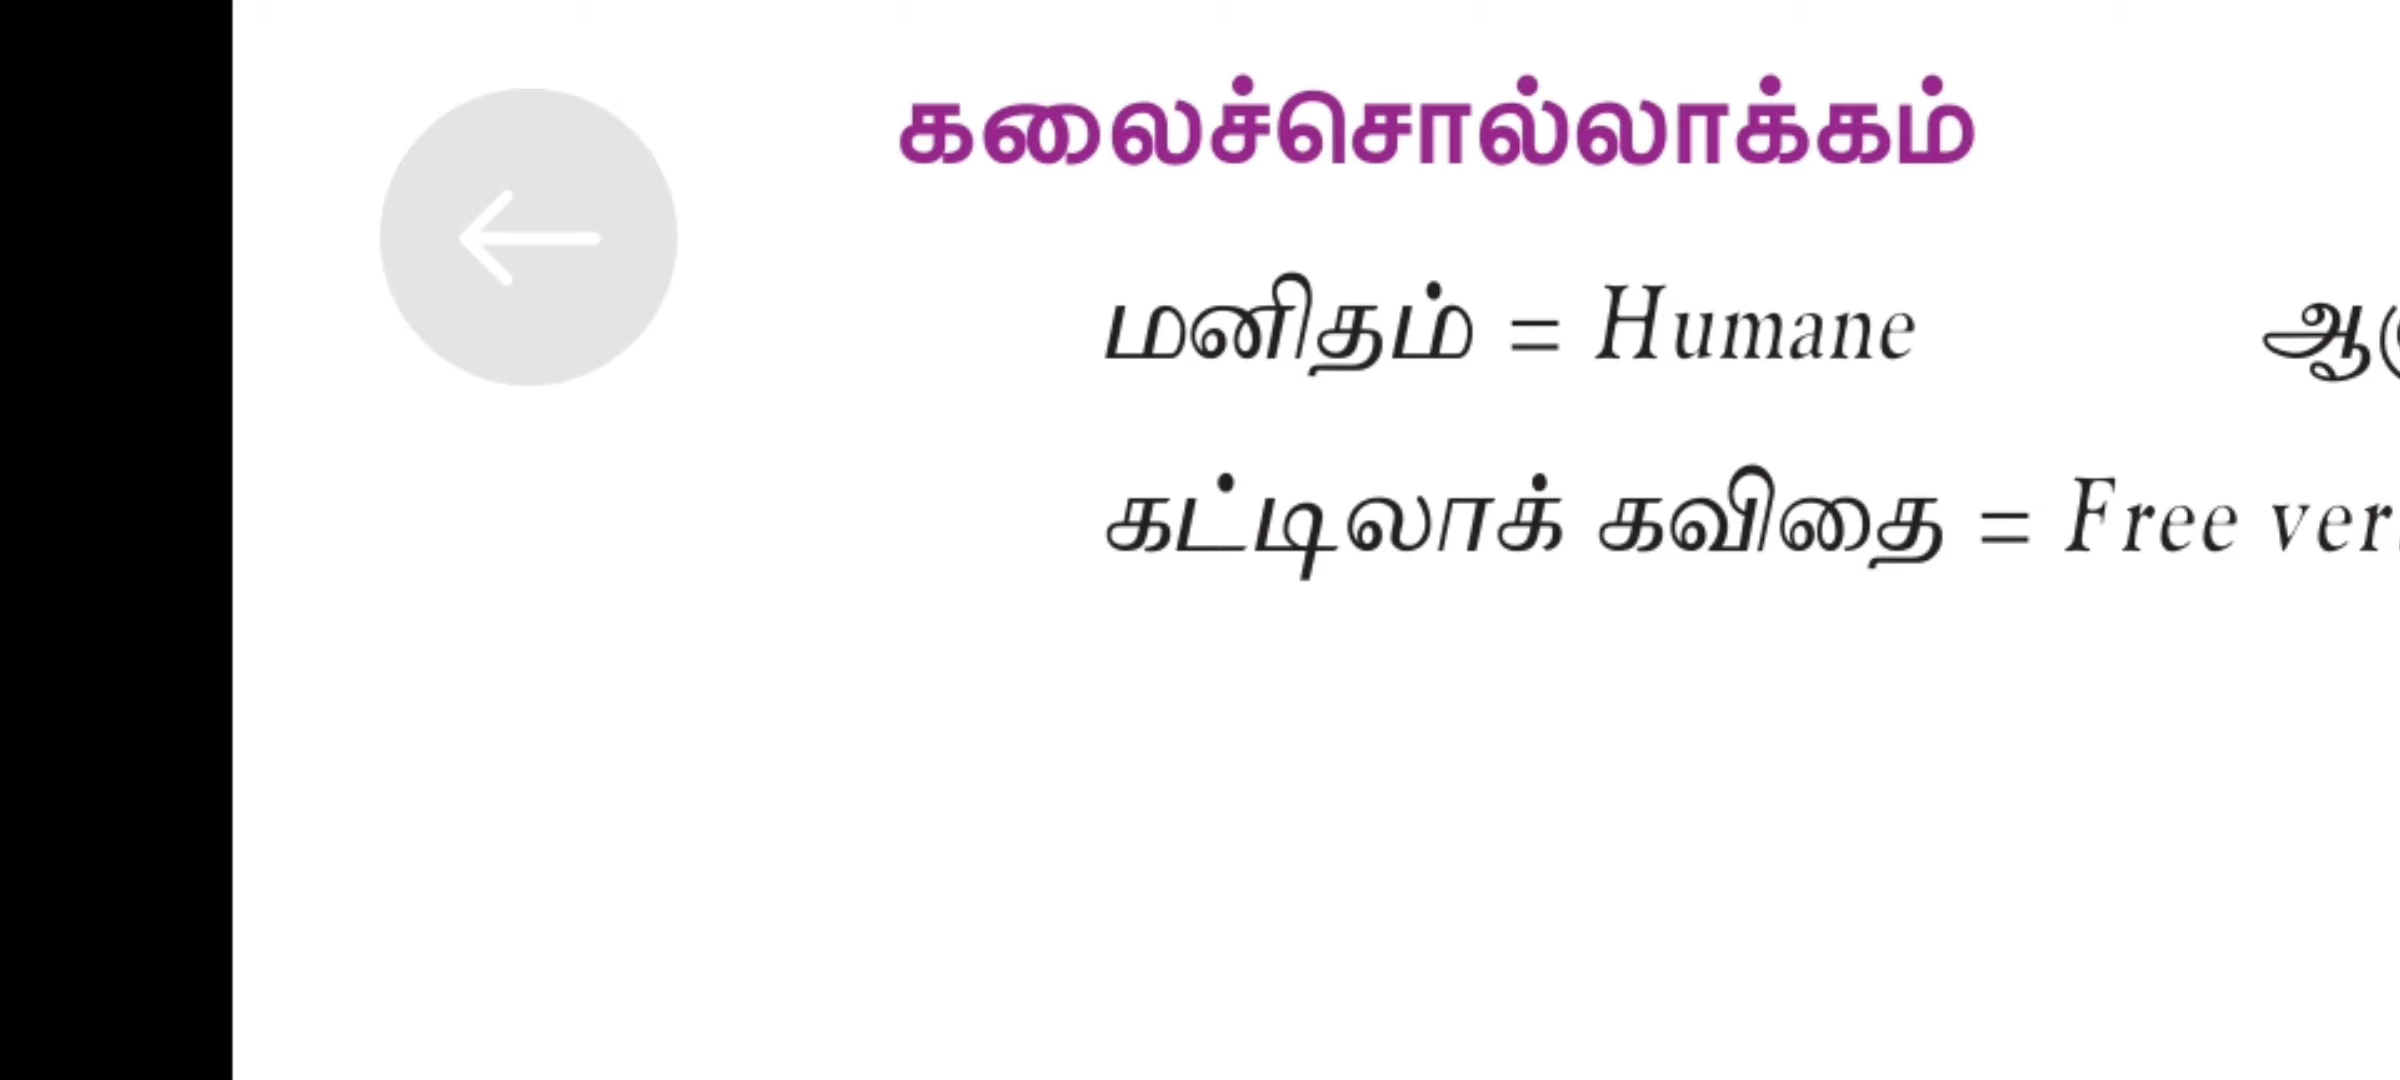 கலைச்சொல்லாக்கம்
மனிதம் = Humane
கட்டிலாக் கவிதை = Free